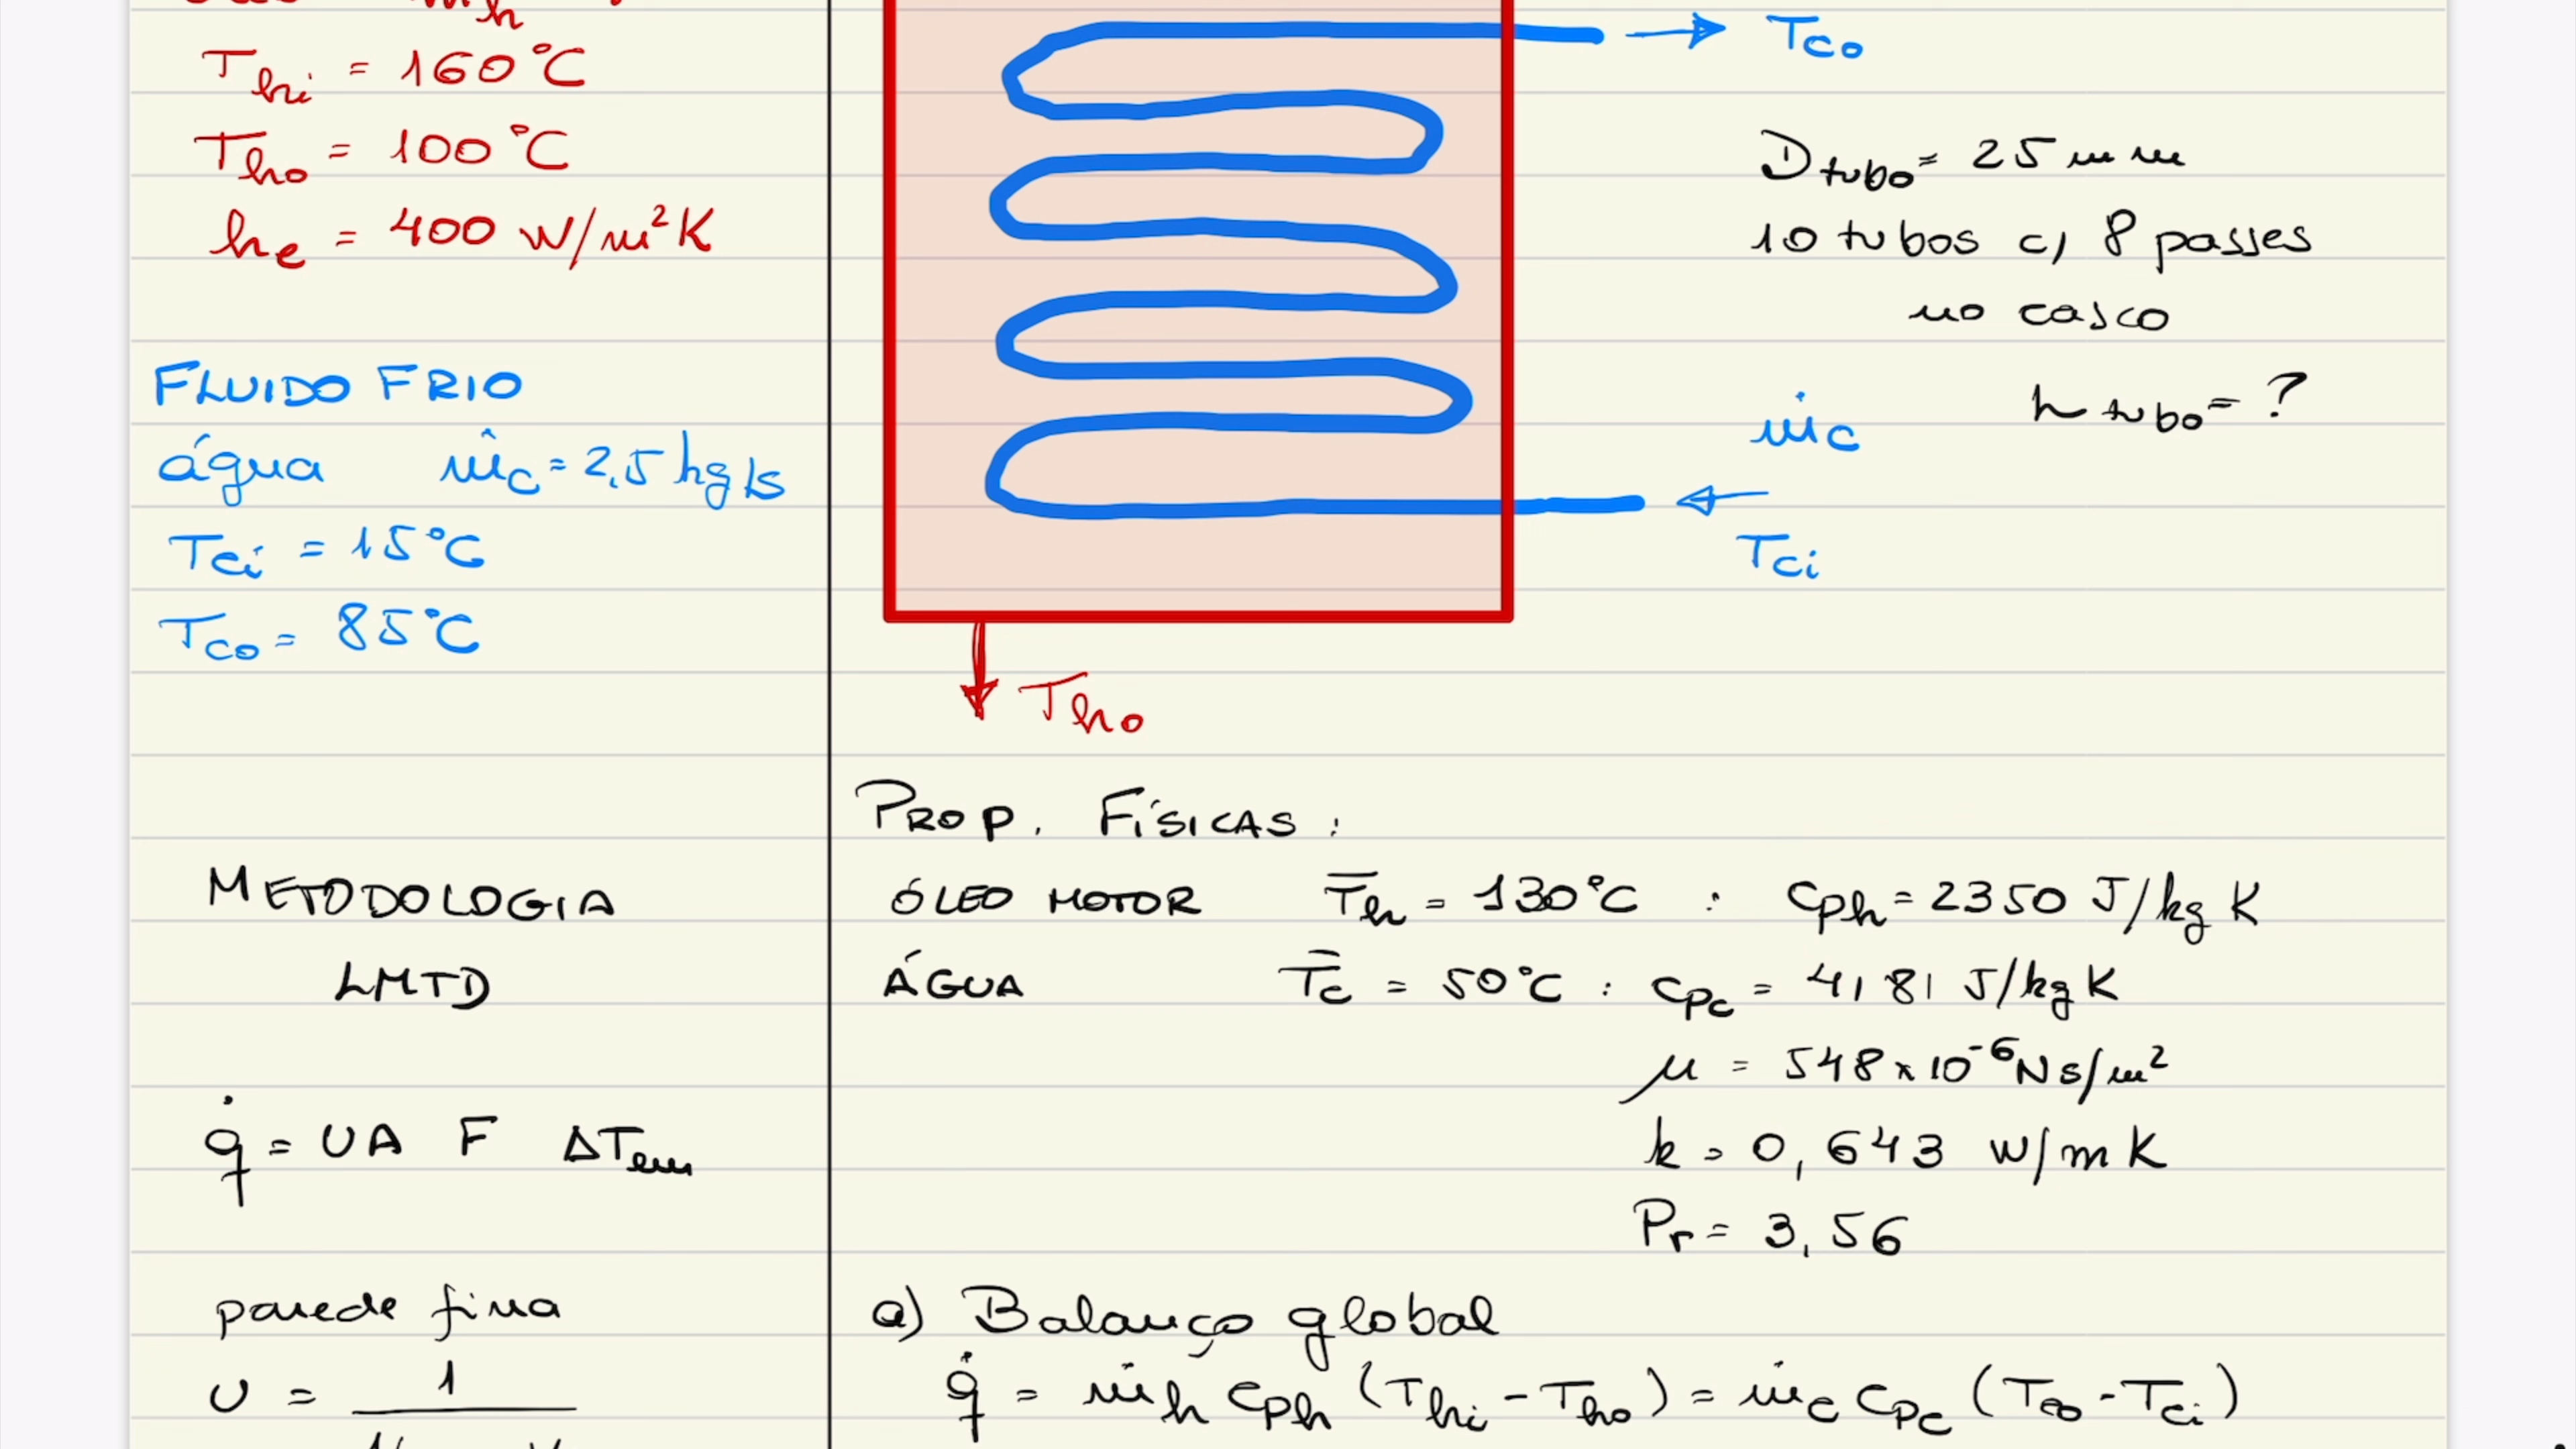 ṁh
Thi = 160°C
Tho = 100°C
he = 400 W/m²K
FLUIDO FRIO
água ṁc = 2,5 kg/s
Tci = 15°C
Tco = 85°C
Tco
Dtubo = 25 mm
10 tubos c/ 8 passes
no casco
htubo = ?
ṁc
Tci
Tho
METODOLOGIA
LMTD
q̇ = UA F ΔTem
parede fina
U = 1
PROP. FÍSICAS :
ÓLEO MOTOR T̄h = 130°C : cph = 2350 J/kg K
ÁGUA T̄c = 50°C : cpc = 4181 J/kg K
μ = 548 x 10⁻⁶ N s/m²
k = 0,643 W/m K
Pr = 3,56
a) Balanço global
q̇ = ṁh cph (Thi - Tho) = ṁc cpc (Tco - Tci)